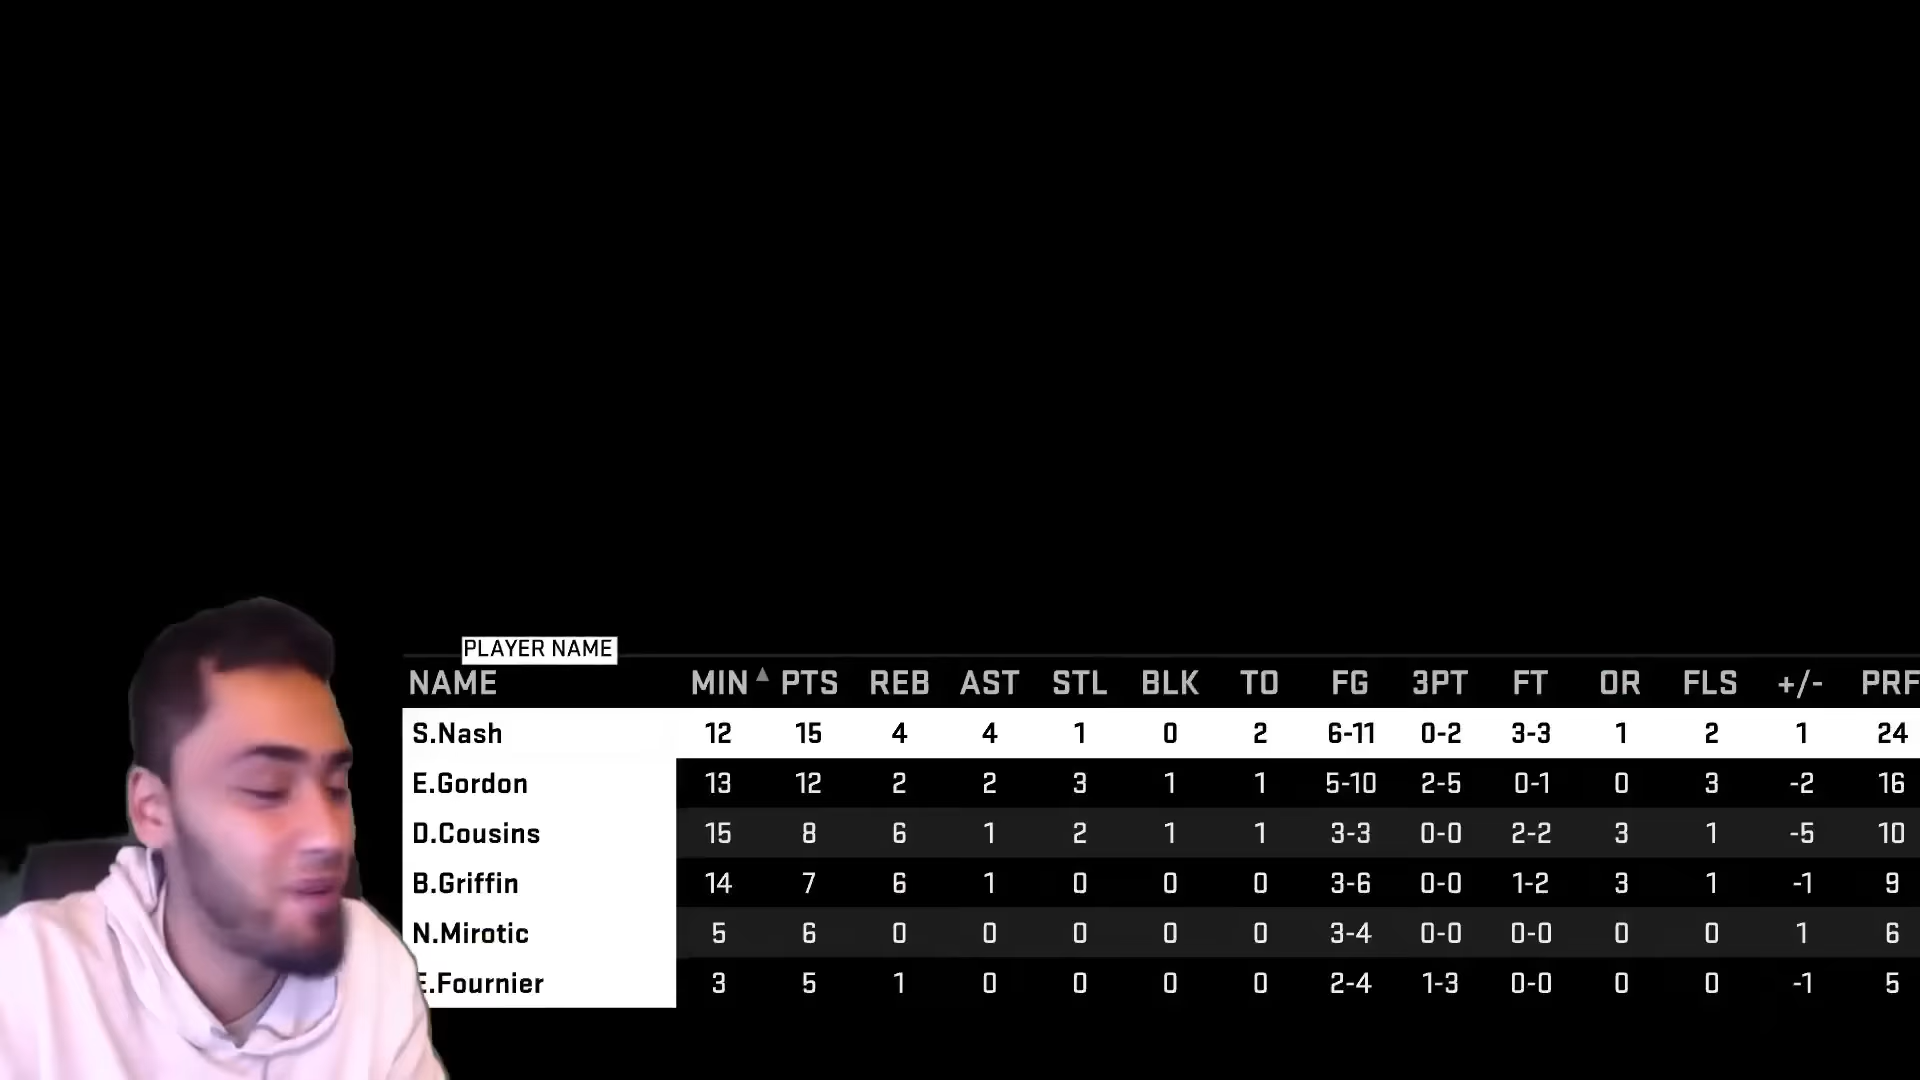 PLAYER NAME
NAME MIN ▲ PTS REB AST STL BLK TO FG 3PT FT OR FLS +/- PRF
S.Nash 12 15 4 4 1 0 2 6-11 0-2 3-3 1 2 1 24
E.Gordon 13 12 2 2 3 1 1 5-10 2-5 0-1 0 3 -2 16
D.Cousins 15 8 6 1 2 1 1 3-3 0-0 2-2 3 1 -5 10
B.Griffin 14 7 6 1 0 0 0 3-6 0-0 1-2 3 1 -1 9
N.Mirotic 5 6 0 0 0 0 0 3-4 0-0 0-0 0 0 1 6
E.Fournier 3 5 1 0 0 0 0 2-4 1-3 0-0 0 0 -1 5